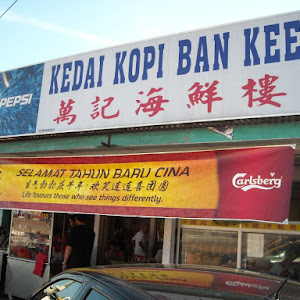 PEPSI
KEDAI KOPI BAN KEE
萬記海鮮樓
SELAMAT TAHUN BARU CINA
Life favours those who see things differently.
Carlsberg